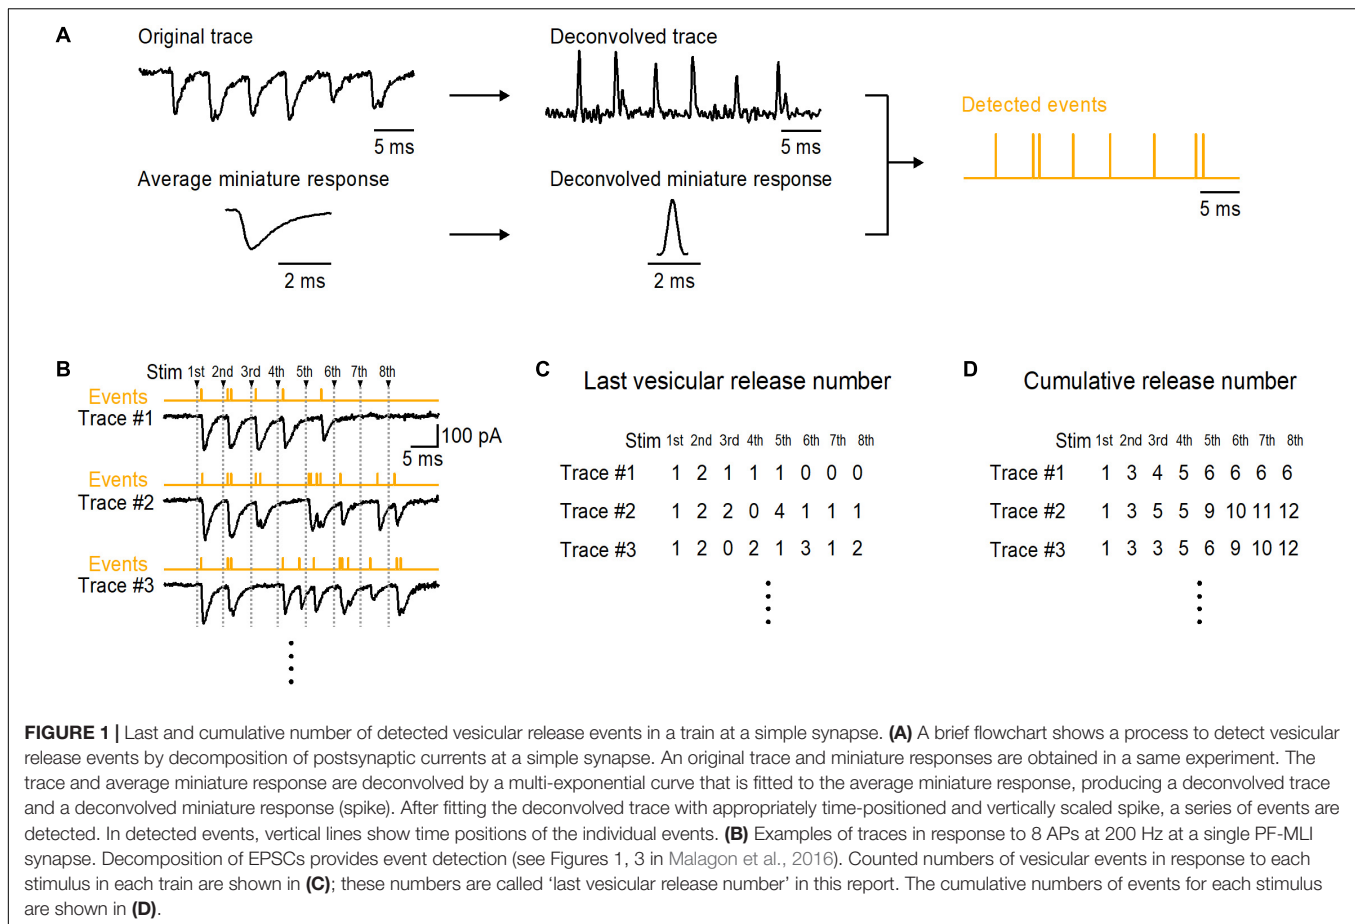 A
Original trace
Deconvolved trace
5 ms
5 ms
Average miniature response
Deconvolved miniature response
2 ms
2 ms
Detected events
5 ms
B
Stim 1st 2nd 3rd 4th 5th 6th 7th 8th
Events
Trace #1
100 pA
5 ms
Events
Trace #2
Events
Trace #3
C
Last vesicular release number
Stim 1st 2nd 3rd 4th 5th 6th 7th 8th
Trace #1 1 2 1 1 1 0 0 0
Trace #2 1 2 2 0 4 1 1 1
Trace #3 1 2 0 2 1 3 1 2
D
Cumulative release number
Stim 1st 2nd 3rd 4th 5th 6th 7th 8th
Trace #1 1 3 4 5 6 6 6 6
Trace #2 1 3 5 5 9 10 11 12
Trace #3 1 3 3 5 6 9 10 12
FIGURE 1 | Last and cumulative number of detected vesicular release events in a train at a simple synapse. (A) A brief flowchart shows a process to detect vesicular
release events by decomposition of postsynaptic currents at a simple synapse. An original trace and miniature responses are obtained in a same experiment. The
trace and average miniature response are deconvolved by a multi-exponential curve that is fitted to the average miniature response, producing a deconvolved trace
and a deconvolved miniature response (spike). After fitting the deconvolved trace with appropriately time-positioned and vertically scaled spike, a series of events are
detected. In detected events, vertical lines show time positions of the individual events. (B) Examples of traces in response to 8 APs at 200 Hz at a single PF-MLI
synapse. Decomposition of EPSCs provides event detection (see Figures 1, 3 in Malagon et al., 2016). Counted numbers of vesicular events in response to each
stimulus in each train are shown in (C); these numbers are called 'last vesicular release number' in this report. The cumulative numbers of events for each stimulus
are shown in (D).